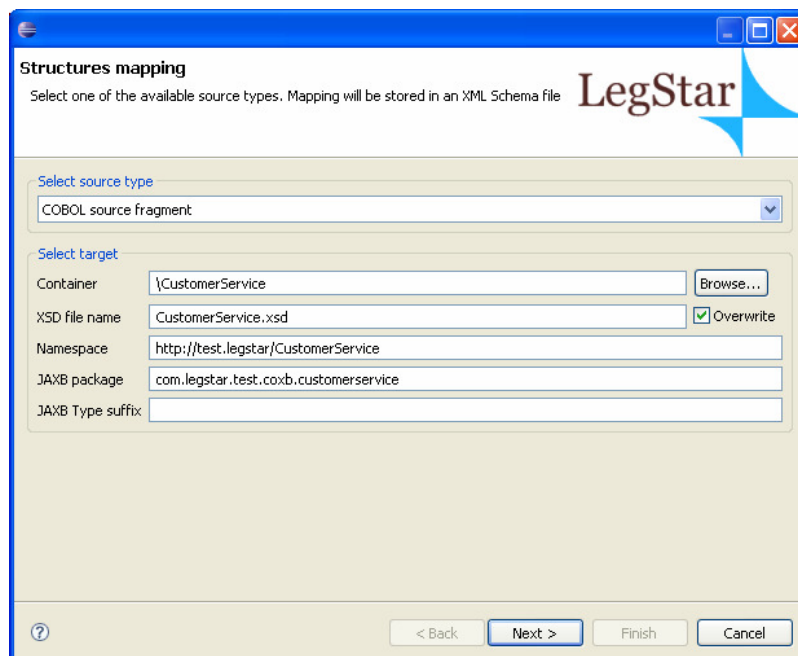 Structures mapping
Select one of the available source types. Mapping will be stored in an XML Schema file
LegStar
Select source type
COBOL source fragment
Select target
Container \CustomerService Browse...
XSD file name CustomerService.xsd Overwrite
Namespace http://test.legstar/CustomerService
JAXB package com.legstar.test.coxb.customerservice
JAXB Type suffix
? < Back Next > Finish Cancel